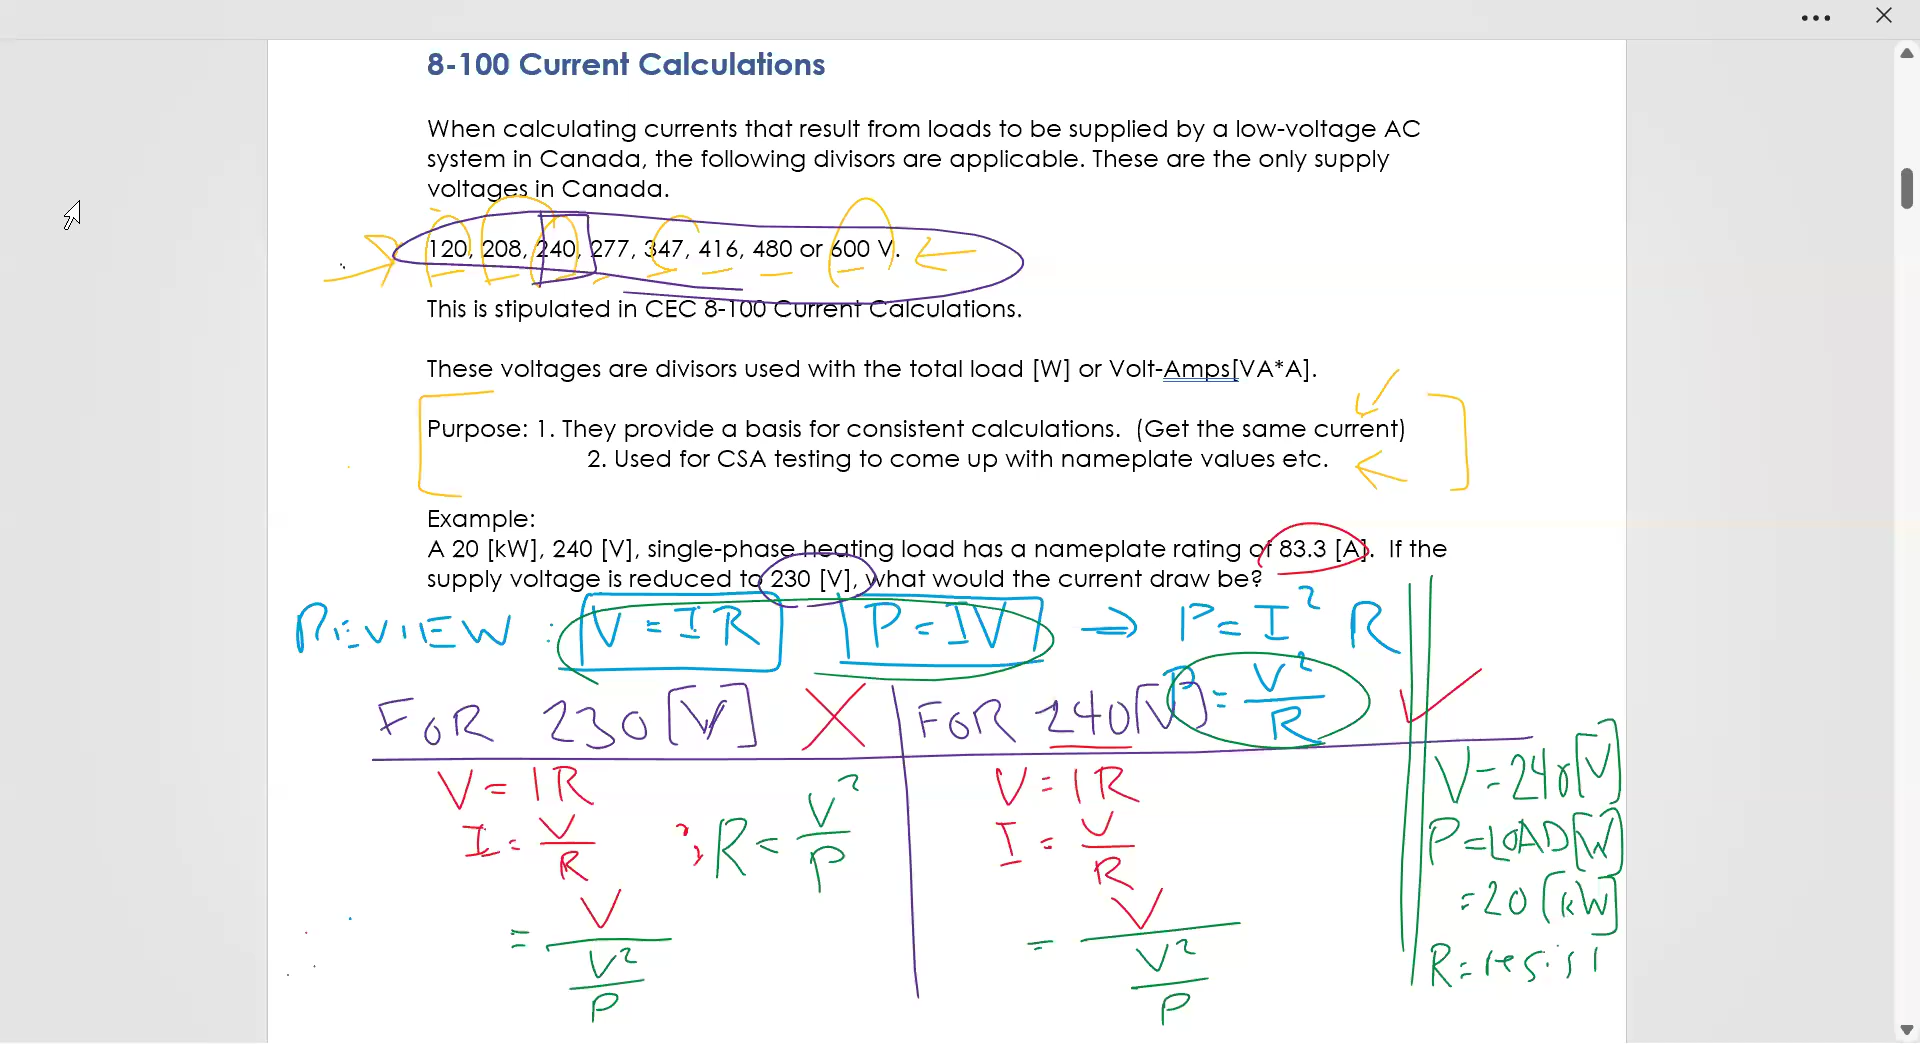 8-100 Current Calculations
When calculating currents that result from loads to be supplied by a low-voltage AC
system in Canada, the following divisors are applicable. These are the only supply
voltages in Canada.
120, 208, 240, 277, 347, 416, 480 or 600 V.
This is stipulated in CEC 8-100 Current Calculations.
These voltages are divisors used with the total load [W] or Volt-Amps[VA*A].
Purpose: 1. They provide a basis for consistent calculations. (Get the same current)
2. Used for CSA testing to come up with nameplate values etc.
Example:
A 20 [kW], 240 [V], single-phase heating load has a nameplate rating of 83.3 [A]. If the
supply voltage is reduced to 230 [V], what would the current draw be?
REVIEW : V = IR P = IV → P = I² R
P = V²/R
FOR 230 [V] X
V = IR
I = V/R ; R = V²/P
= V/(V²/P)
FOR 240 [V] ✓
V = IR
I = V/R
= V/(V²/P)
V = 240 [V]
P = LOAD [W]
= 20 [kW]
R = resist